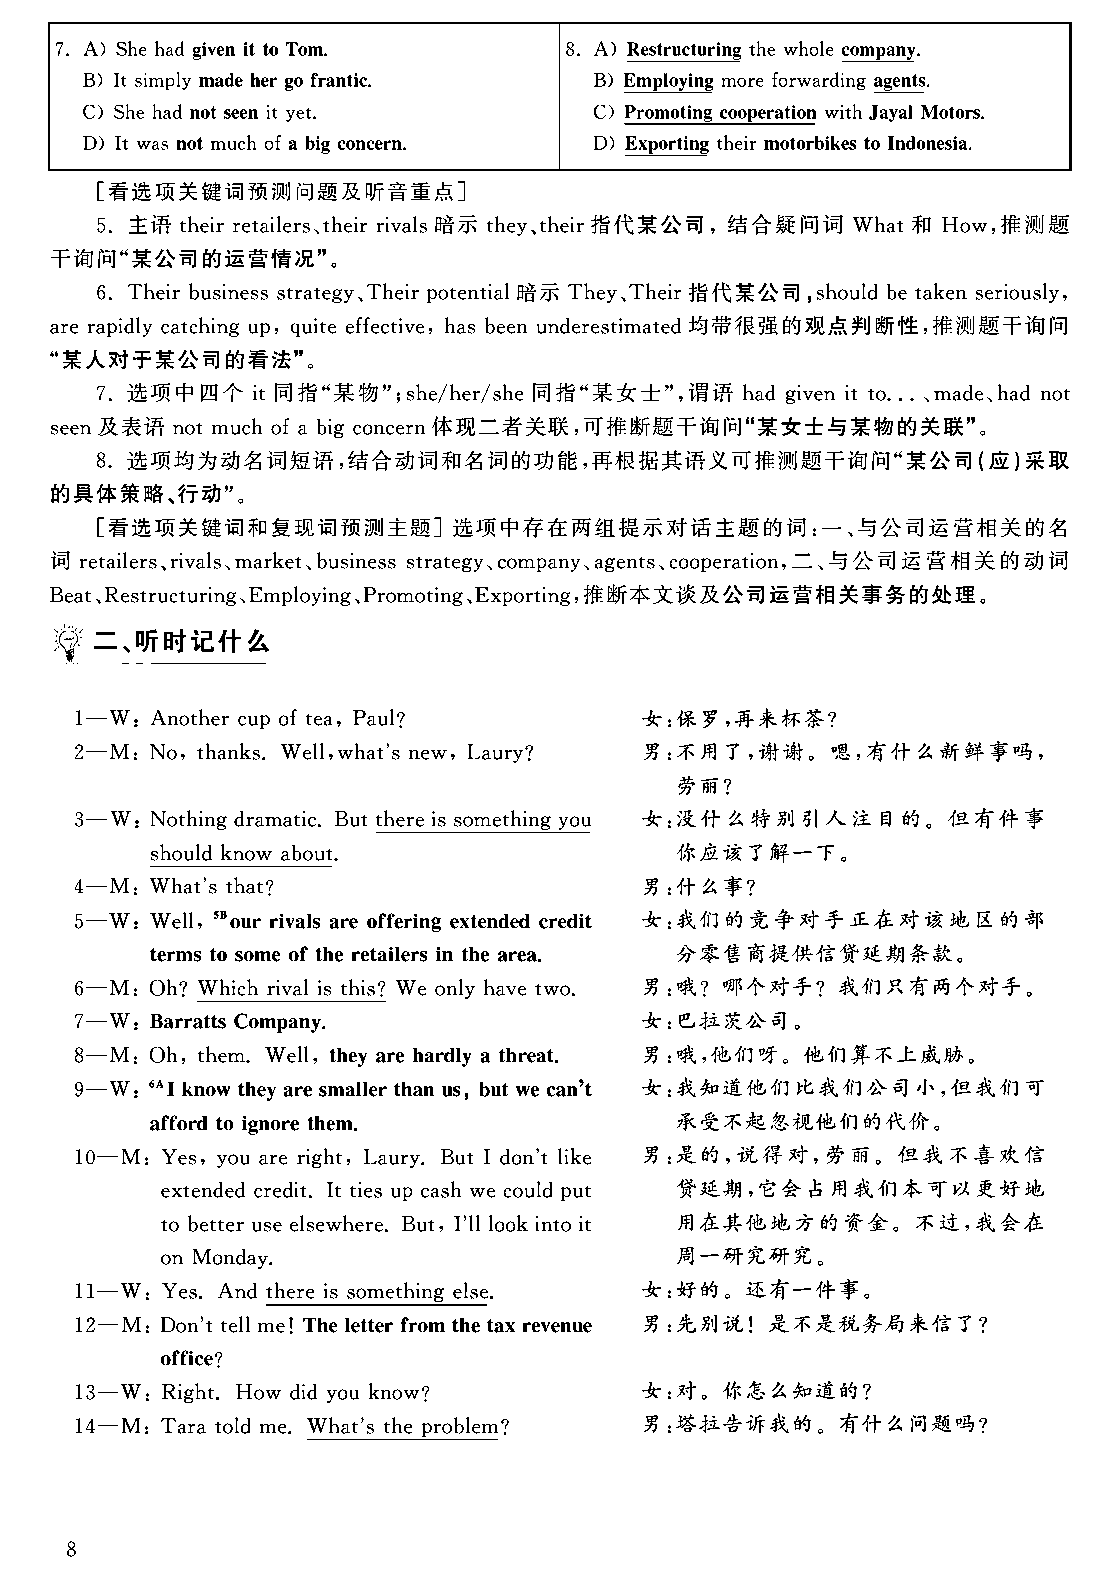 7. A) She had given it to Tom.
B) It simply made her go frantic.
C) She had not seen it yet.
D) It was not much of a big concern.
8. A) Restructuring the whole company.
B) Employing more forwarding agents.
C) Promoting cooperation with Jayal Motors.
D) Exporting their motorbikes to Indonesia.
[看选项关键词预测问题及听音重点]
5. 主语 their retailers、their rivals 暗示 they、their 指代某公司, 结合疑问词 What 和 How,推测题
干询问“某公司的运营情况”。
6. Their business strategy、Their potential 暗示 They、Their 指代某公司,should be taken seriously,
are rapidly catching up, quite effective, has been underestimated 均带很强的观点判断性,推测题干询问
“某人对于某公司的看法”。
7. 选项中四个 it 同指“某物”;she/her/she 同指“某女士”,谓语 had given it to...、made、had not
seen 及表语 not much of a big concern 体现二者关联,可推断题干询问“某女士与某物的关联”。
8. 选项均为动名词短语,结合动词和名词的功能,再根据其语义可推测题干询问“某公司(应)采取
的具体策略、行动”。
[看选项关键词和复现词预测主题] 选项中存在两组提示对话主题的词:一、与公司运营相关的名
词 retailers、rivals、market、business strategy、company、agents、cooperation,二、与公司运营相关的动词
Beat、Restructuring、Employing、Promoting、Exporting,推断本文谈及公司运营相关事务的处理。
二、听时记什么
1—W: Another cup of tea, Paul?
女:保罗,再来杯茶?
2—M: No, thanks. Well,what's new, Laury?
男:不用了,谢谢。嗯,有什么新鲜事吗,
劳丽?
3—W: Nothing dramatic. But there is something you
should know about.
女:没什么特别引人注目的。但有件事
你应该了解一下。
4—M: What's that?
男:什么事?
5—W: Well, 5Bour rivals are offering extended credit
terms to some of the retailers in the area.
女:我们的竞争对手正在对该地区的部
分零售商提供信贷延期条款。
6—M: Oh? Which rival is this? We only have two.
男:哦? 哪个对手? 我们只有两个对手。
7—W: Barratts Company.
女:巴拉茨公司。
8—M: Oh, them. Well, they are hardly a threat.
男:哦,他们呀。他们算不上威胁。
9—W: 6AI know they are smaller than us, but we can't
afford to ignore them.
女:我知道他们比我们公司小,但我们可
承受不起忽视他们的代价。
10—M: Yes, you are right, Laury. But I don't like
extended credit. It ties up cash we could put
to better use elsewhere. But, I'll look into it
on Monday.
男:是的,说得对,劳丽。但我不喜欢信
贷延期,它会占用我们本可以更好地
用在其他地方的资金。不过,我会在
周一研究研究。
11—W: Yes. And there is something else.
女:好的。还有一件事。
12—M: Don't tell me! The letter from the tax revenue
office?
男:先别说! 是不是税务局来信了?
13—W: Right. How did you know?
女:对。你怎么知道的?
14—M: Tara told me. What's the problem?
男:塔拉告诉我的。有什么问题吗?
8